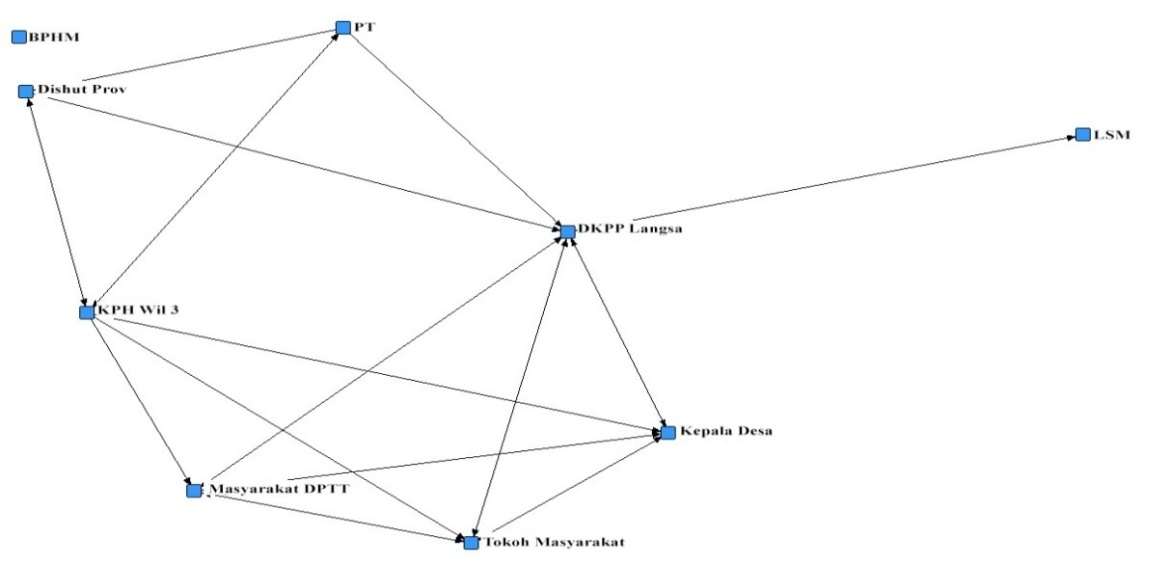 PT
BPHM
Dishut Prov
LSM
DKPP Langsa
KPH Wil 3
Kepala Desa
Masyarakat DPTT
Tokoh Masyarakat